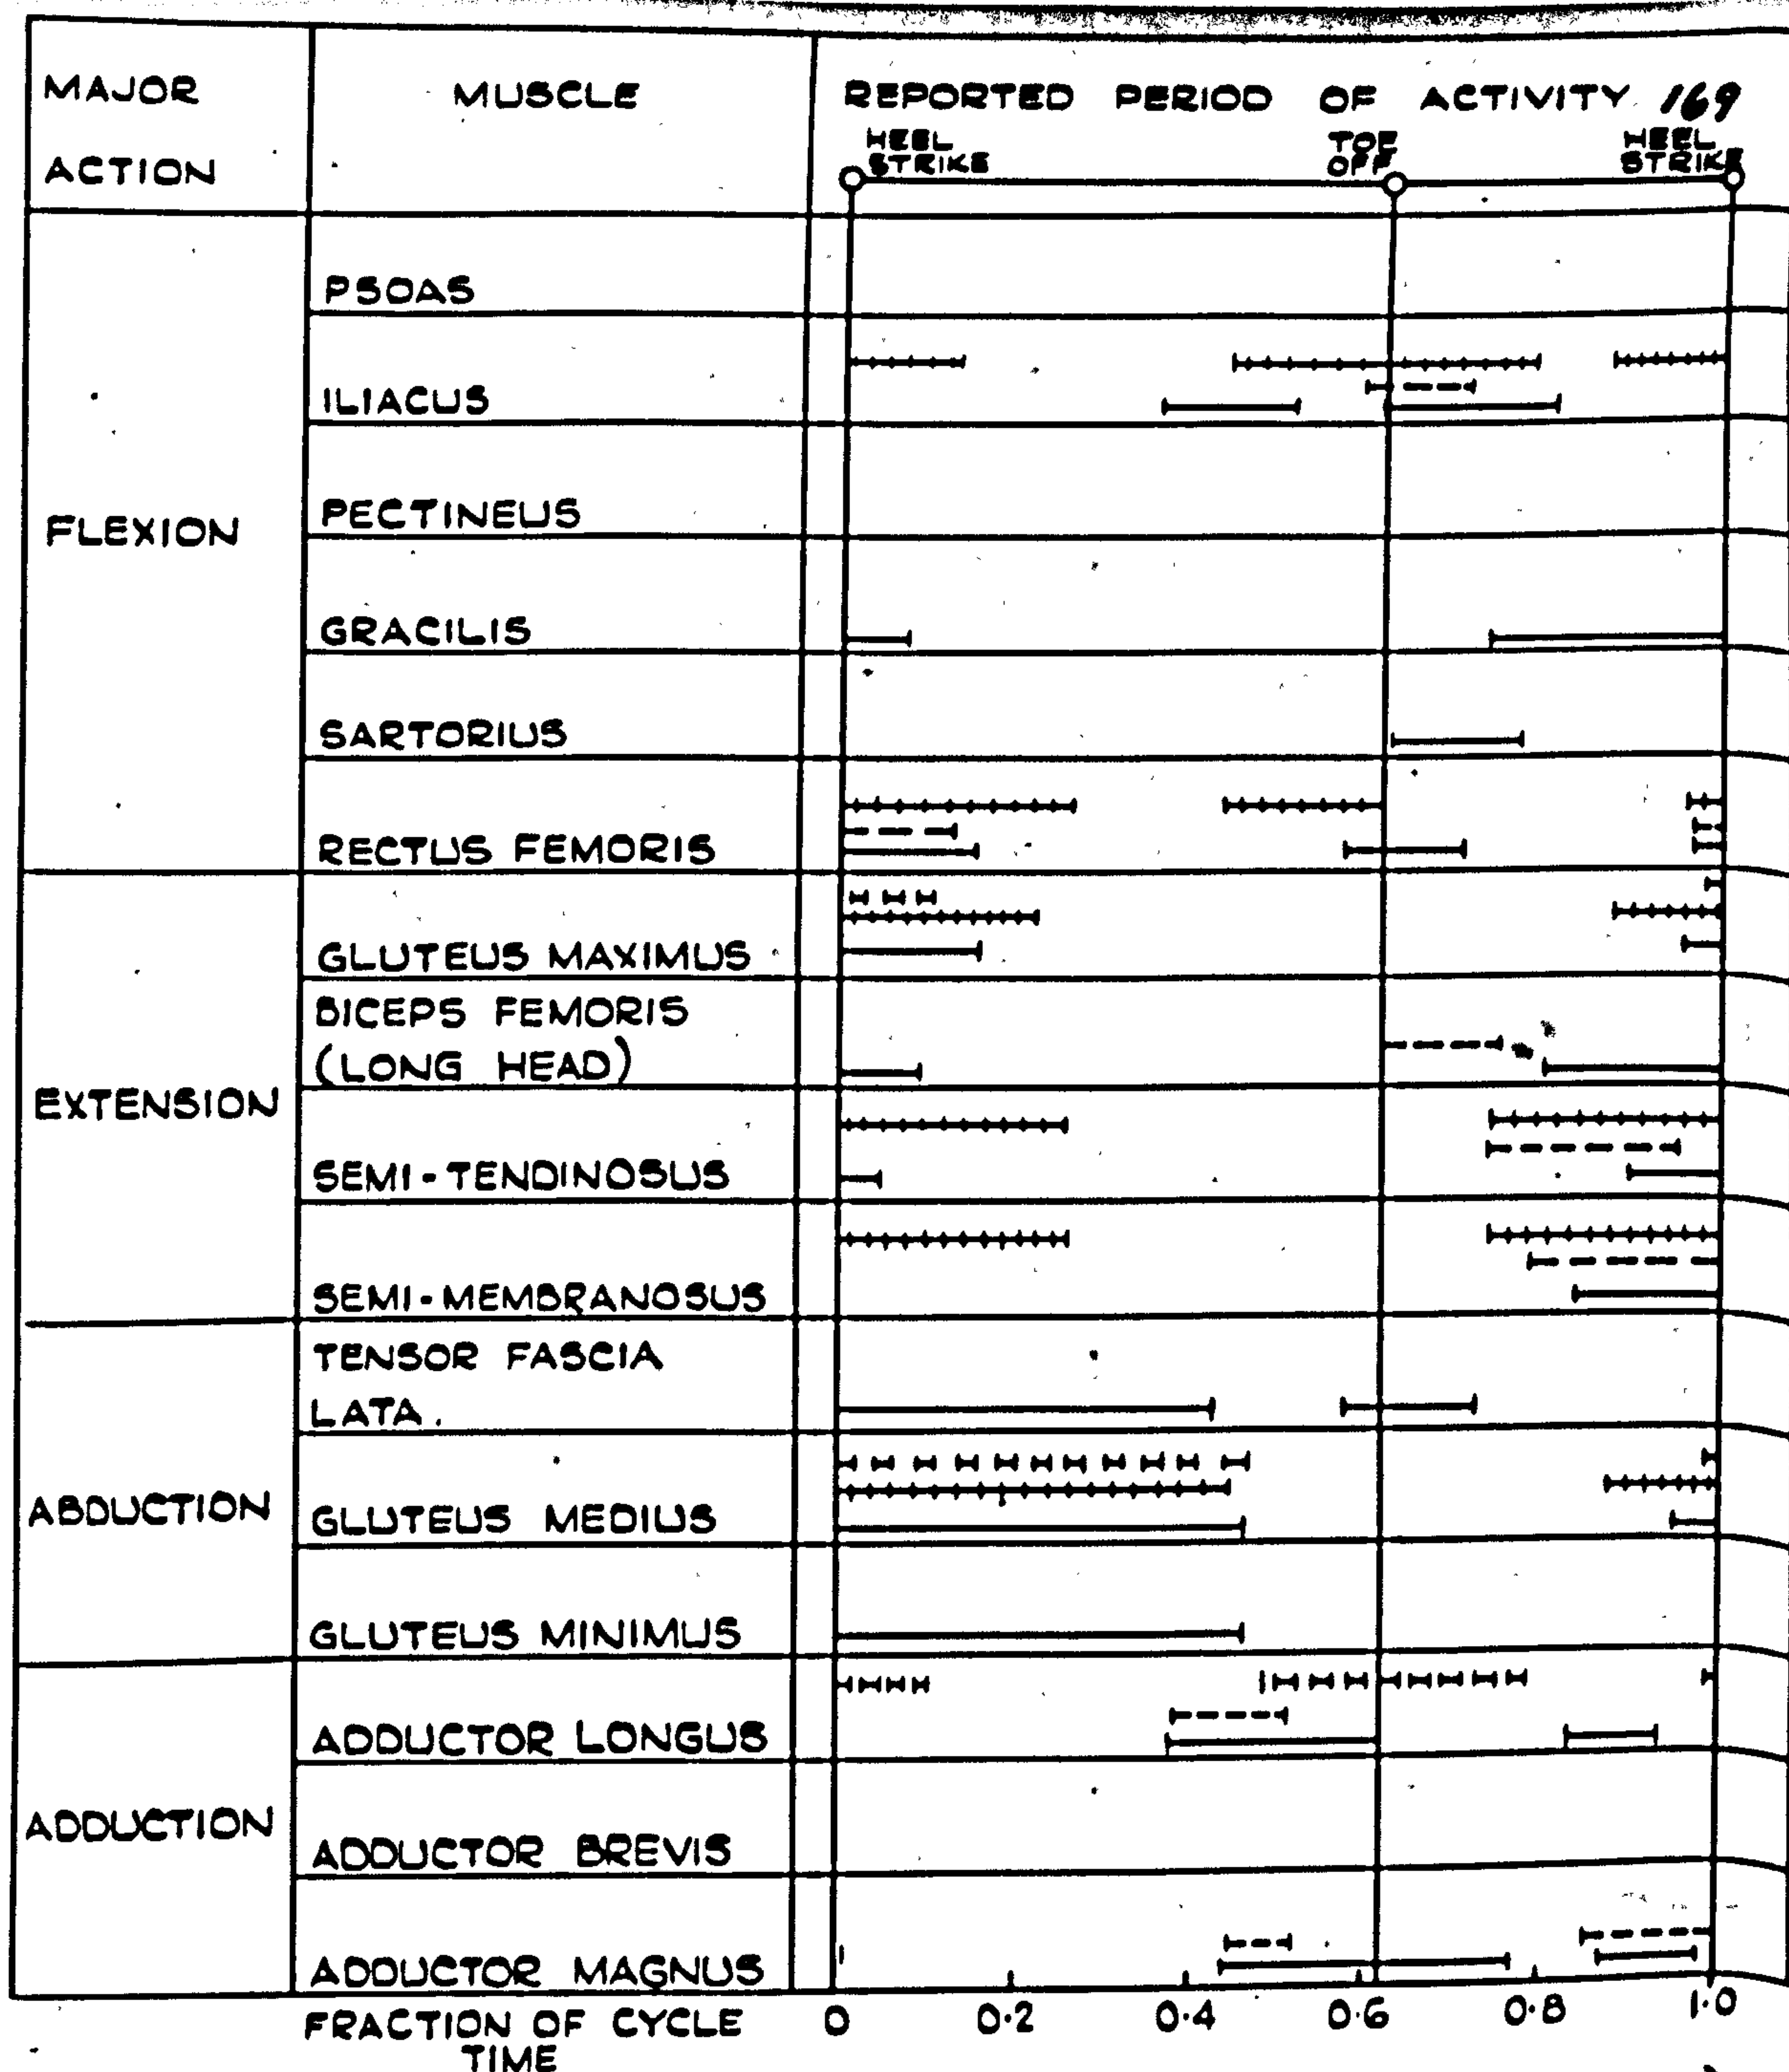 MAJOR
ACTION
MUSCLE
REPORTED PERIOD OF ACTIVITY 169
HEEL
STRIKE
TOE
OFF
HEEL
STRIKE
FLEXION
PSOAS
ILIACUS
PECTINEUS
GRACILIS
SARTORIUS
RECTUS FEMORIS
EXTENSION
GLUTEUS MAXIMUS
BICEPS FEMORIS
(LONG HEAD)
SEMI-TENDINOSUS
SEMI-MEMBRANOSUS
ABDUCTION
TENSOR FASCIA
LATA.
GLUTEUS MEDIUS
GLUTEUS MINIMUS
ADDUCTION
ADDUCTOR LONGUS
ADDUCTOR BREVIS
ADDUCTOR MAGNUS
FRACTION OF CYCLE
TIME
0 0.2 0.4 0.6 0.8 1.0